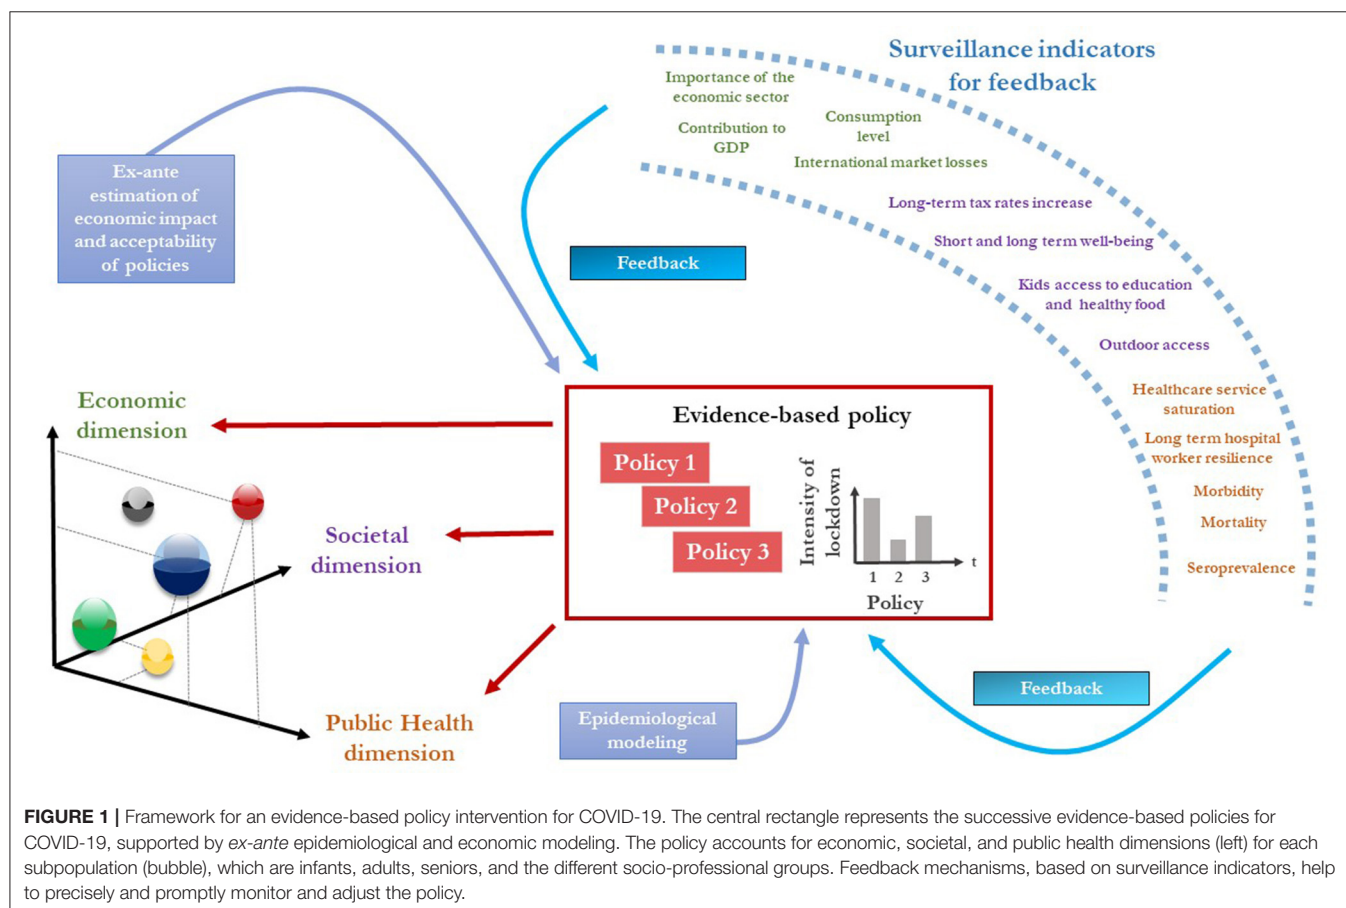 Surveillance indicators
for feedback
Importance of the
economic sector
Consumption
level
Contribution to
GDP
International market losses
Ex-ante
estimation of
economic impact
and acceptability
of policies
Long-term tax rates increase
Short and long term well-being
Feedback
Kids access to education
and healthy food
Outdoor access
Economic
dimension
Healthcare service
saturation
Evidence-based policy
Long term hospital
worker resilience
Policy 1
Policy 2
Policy 3
Intensity of
lockdown
t
1 2 3
Policy
Morbidity
Mortality
Seroprevalence
Societal
dimension
Public Health
dimension
Epidemiological
modeling
Feedback
FIGURE 1 | Framework for an evidence-based policy intervention for COVID-19. The central rectangle represents the successive evidence-based policies for
COVID-19, supported by ex-ante epidemiological and economic modeling. The policy accounts for economic, societal, and public health dimensions (left) for each
subpopulation (bubble), which are infants, adults, seniors, and the different socio-professional groups. Feedback mechanisms, based on surveillance indicators, help
to precisely and promptly monitor and adjust the policy.